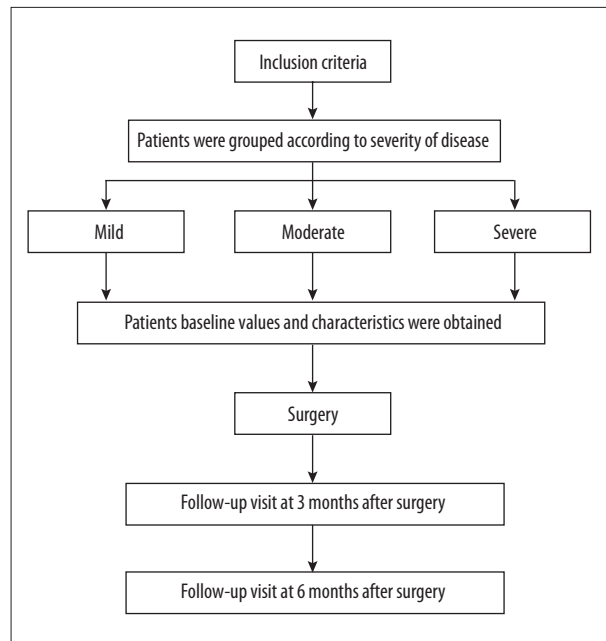 Inclusion criteria
Patients were grouped according to severity of disease
Mild
Moderate
Severe
Patients baseline values and characteristics were obtained
Surgery
Follow-up visit at 3 months after surgery
Follow-up visit at 6 months after surgery